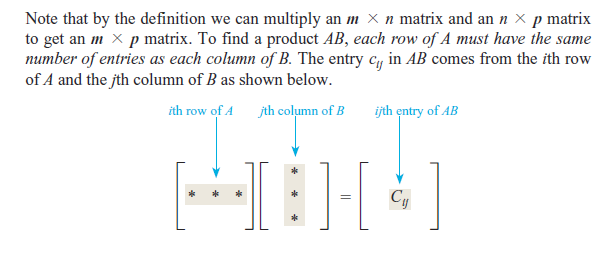 Note that by the definition we can multiply an m × n matrix and an n × p matrix
to get an m × p matrix. To find a product AB, each row of A must have the same
number of entries as each column of B. The entry cij in AB comes from the ith row
of A and the jth column of B as shown below.
ith row of A jth column of B ijth entry of AB
*
* * * * = Cij
*